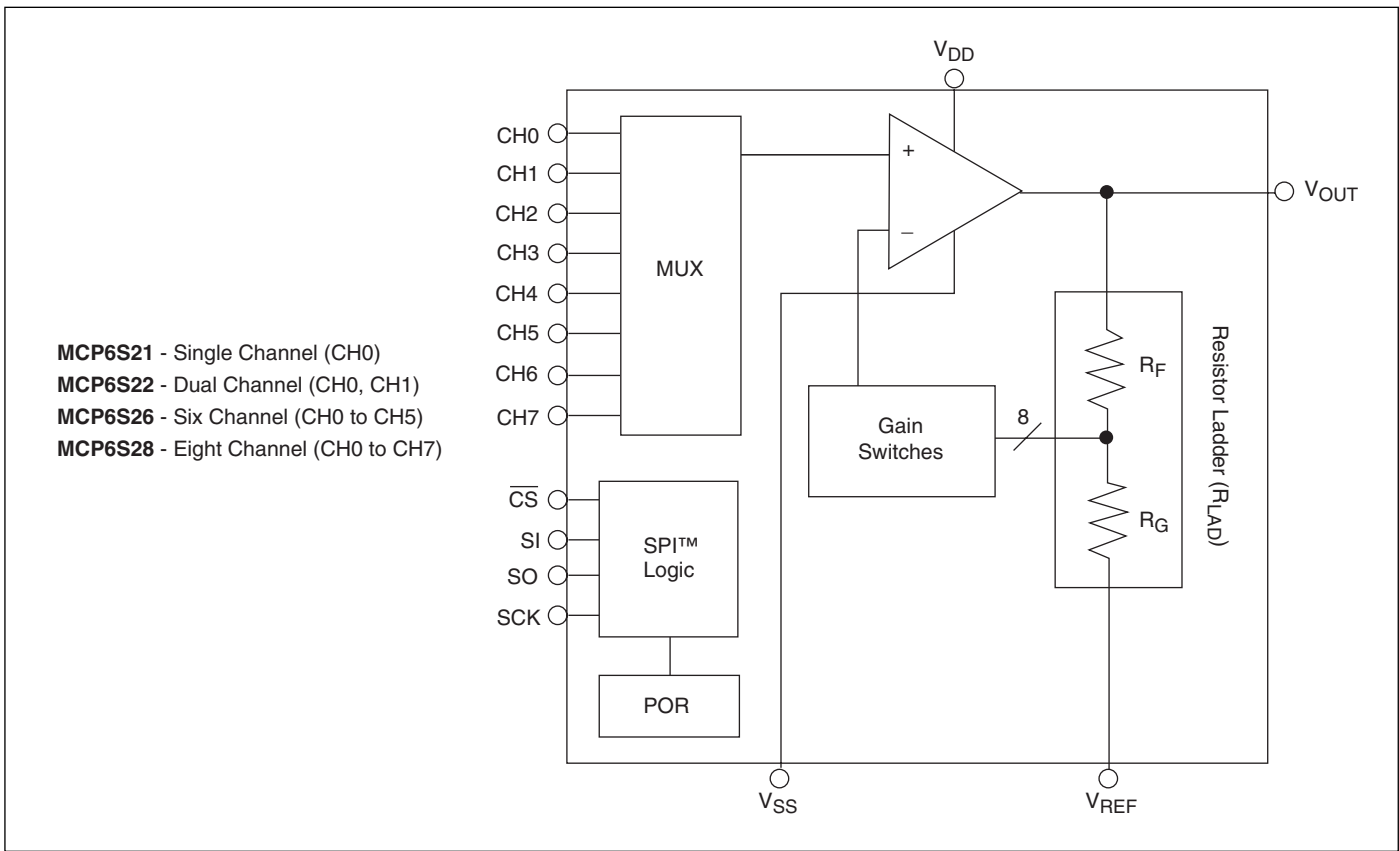 MCP6S21 - Single Channel (CH0)
MCP6S22 - Dual Channel (CH0, CH1)
MCP6S26 - Six Channel (CH0 to CH5)
MCP6S28 - Eight Channel (CH0 to CH7)
VDD
CH0
CH1
CH2
CH3
CH4
CH5
CH6
CH7
MUX
+
–
VOUT
Gain
Switches
8
RF
RG
Resistor Ladder (RLAD)
CS
SI
SO
SCK
SPI™
Logic
POR
VSS
VREF